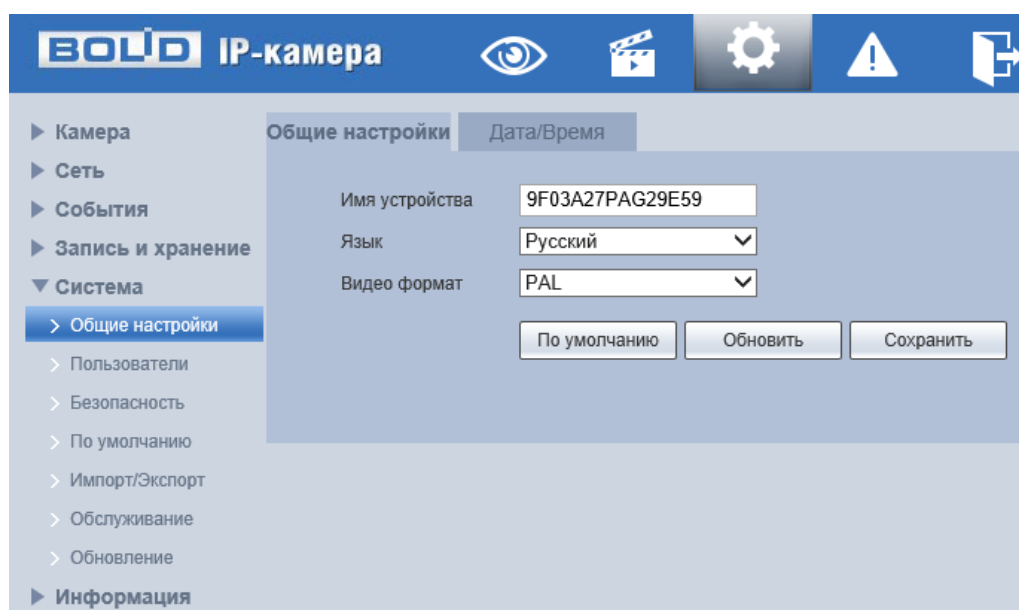 BOLID IP-камера
Камера
Сеть
События
Запись и хранение
Система
Общие настройки
Пользователи
Безопасность
По умолчанию
Импорт/Экспорт
Обслуживание
Обновление
Информация
Общие настройки Дата/Время
Имя устройства 9F03A27PAG29E59
Язык Русский
Видео формат PAL
По умолчанию Обновить Сохранить